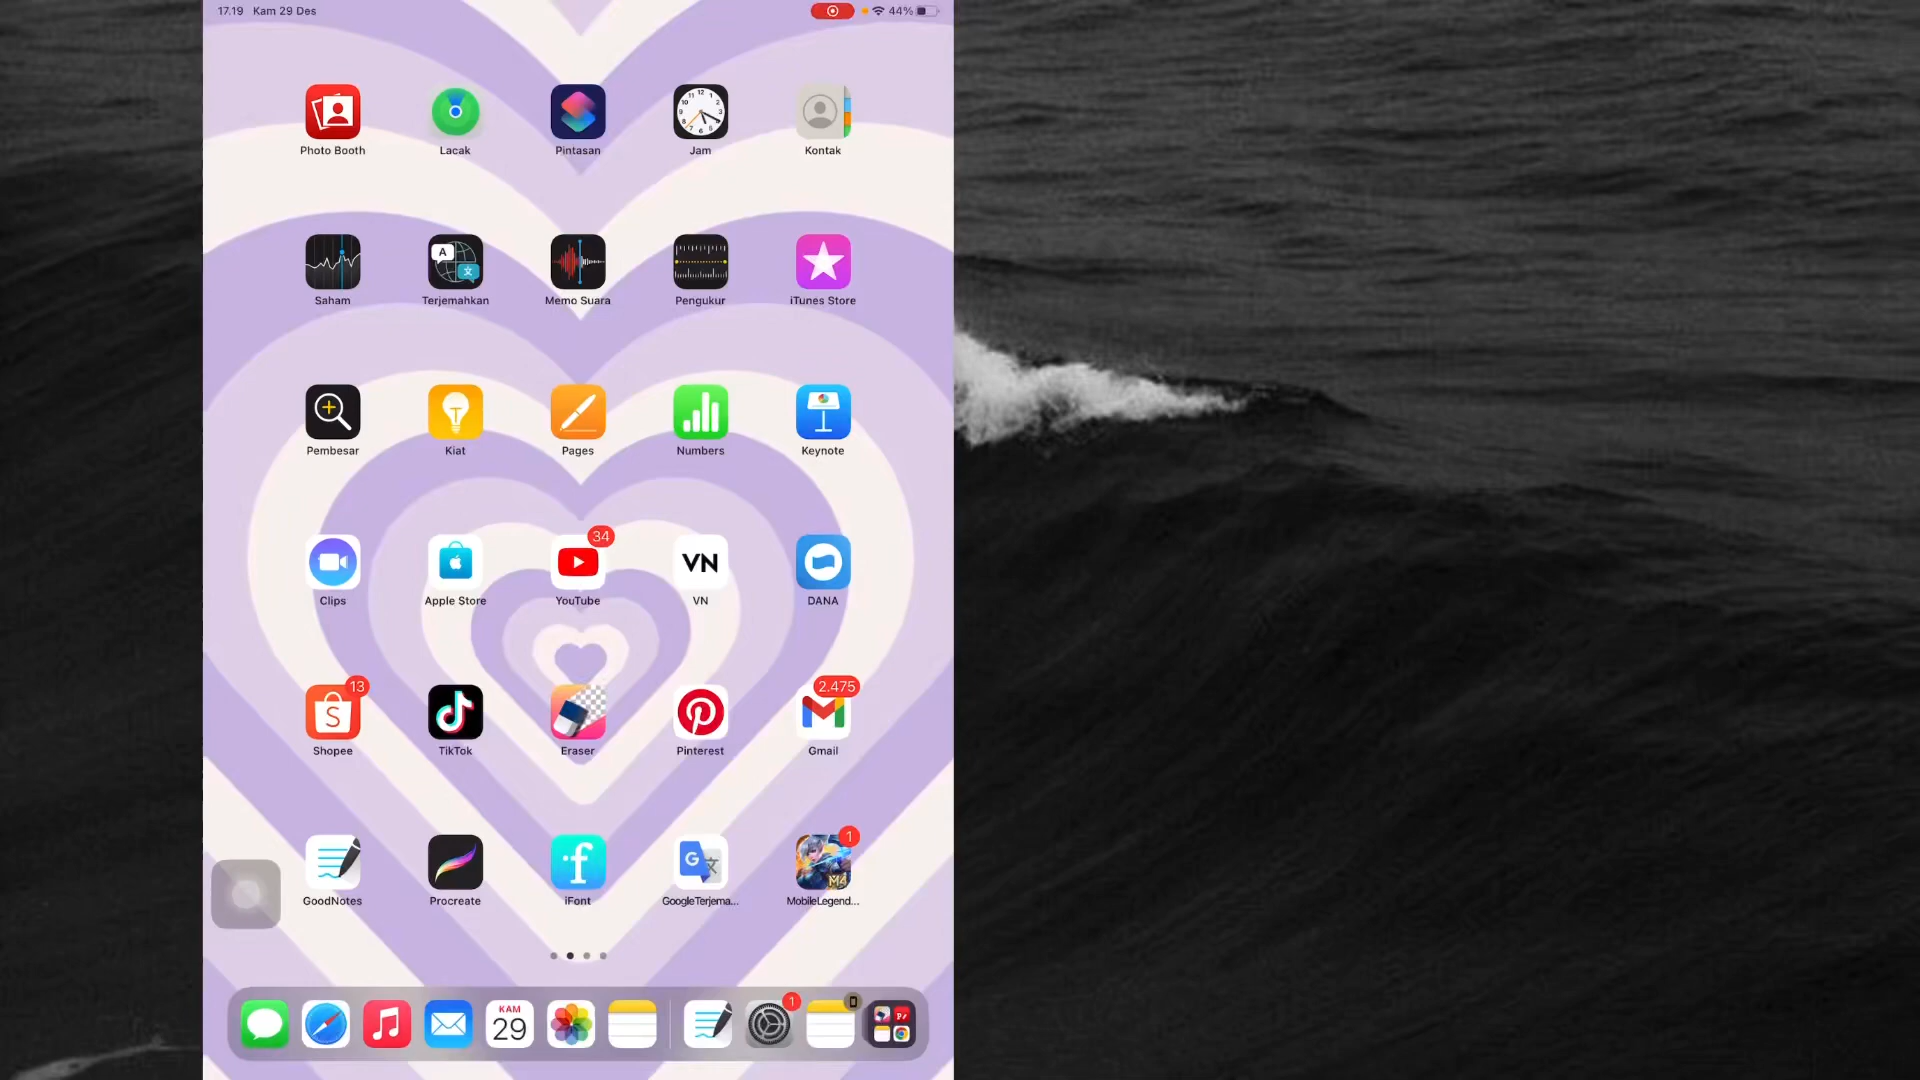 17.19 Kam 29 Des
44%
Photo Booth
Lacak
Pintasan
Jam
Kontak
Saham
Terjemahkan
Memo Suara
Pengukur
iTunes Store
Pembesar
Kiat
Pages
Numbers
Keynote
34
VN
Clips
Apple Store
YouTube
VN
DANA
13
2.475
Shopee
TikTok
Eraser
Pinterest
Gmail
1
GoodNotes
Procreate
iFont
GoogleTerjema...
MobileLegend...
KAM
29
1